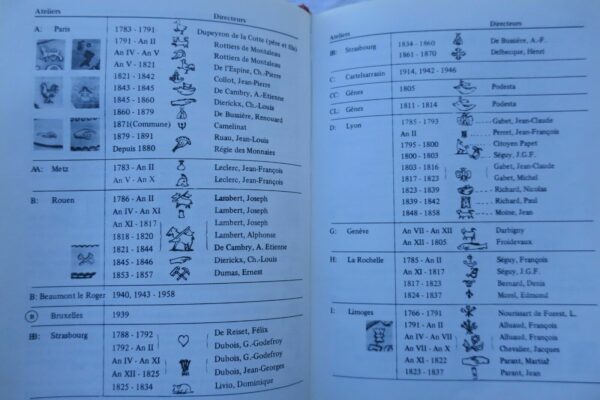 Ateliers Directeurs
A: Paris 1783 - 1791 Dupeyron de la Cotte (père et fils)
1791 - An II Rottiers de Montaleau
An IV - An V Rottiers de Montaleau
An V - 1821 De l'Espine, Ch.-Pierre
1821 - 1842 Collot, Jean-Pierre
1843 - 1845 De Cambry, A.-Etienne
1845 - 1860 Dierickx, Ch.-Louis
1860 - 1879 De Bussière, Renouard
1871 (Commune) Camelinat
1879 - 1891 Ruau, Jean-Louis
Depuis 1880 Régie des Monnaies
AA: Metz 1783 - An II Leclerc, Jean-François
An V - An X Leclerc, Jean-François
B: Rouen 1786 - An II Lambert, Joseph
An IV - An XI Lambert, Joseph
An XI - 1817 Lambert, Joseph
1818 - 1820 Lambert, Alphonse
1821 - 1844 De Cambry, A. Etienne
1845 - 1846 Dierickx, Ch.-Louis
1853 - 1857 Dumas, Ernest
B: Beaumont le Roger 1940, 1943 - 1958
B Bruxelles 1939
BB: Strasbourg 1788 - 1792 De Reiset, Félix
1792 - An II Dubois, G.-Godefroy
An IV - An XI Dubois, G.-Godefroy
An XII - 1825 Dubois, Jean-Georges
1825 - 1834 Livio, Dominique
Ateliers Directeurs
BB: Strasbourg 1834 - 1860 De Bussière, A.-F.
1861 - 1870 Delbecque, Henri
C Castelsarrasin 1914, 1942 - 1946
CC: Gênes 1805 Podesta
CL: Gênes 1811 - 1814 Podesta
D: Lyon 1785 - 1793 Gabet, Jean-Claude
An II Perret, Jean-François
1795 - 1800 Citoyen Papet
1800 - 1803 Séguy, J.G.F.
1803 - 1816 Gabet, Jean-Claude
1816 - 1817 Gabet, Michel
1817 - 1823
1823 - 1839 Richard, Nicolas
1839 - 1842 Richard, Paul
1848 - 1858 Moine, Jean
G: Genève An VII - An XII Darbigny
An XII - 1805 Froidevaux
H: La Rochelle 1785 - An II Séguy, François
An XI - 1817 Séguy, J.G.F.
1817 - 1823 Bernard, Denis
1824 - 1837 Morel, Edmond
I: Limoges 1766 - 1791 Nourissart de Forest, L.
1791 - An II Alluaud, François
An IV - An VII Alluaud, François
An VII - An X Chevalier, Jacques
An XI - 1822 Parant, Martial
1823 - 1837 Parant, Jean